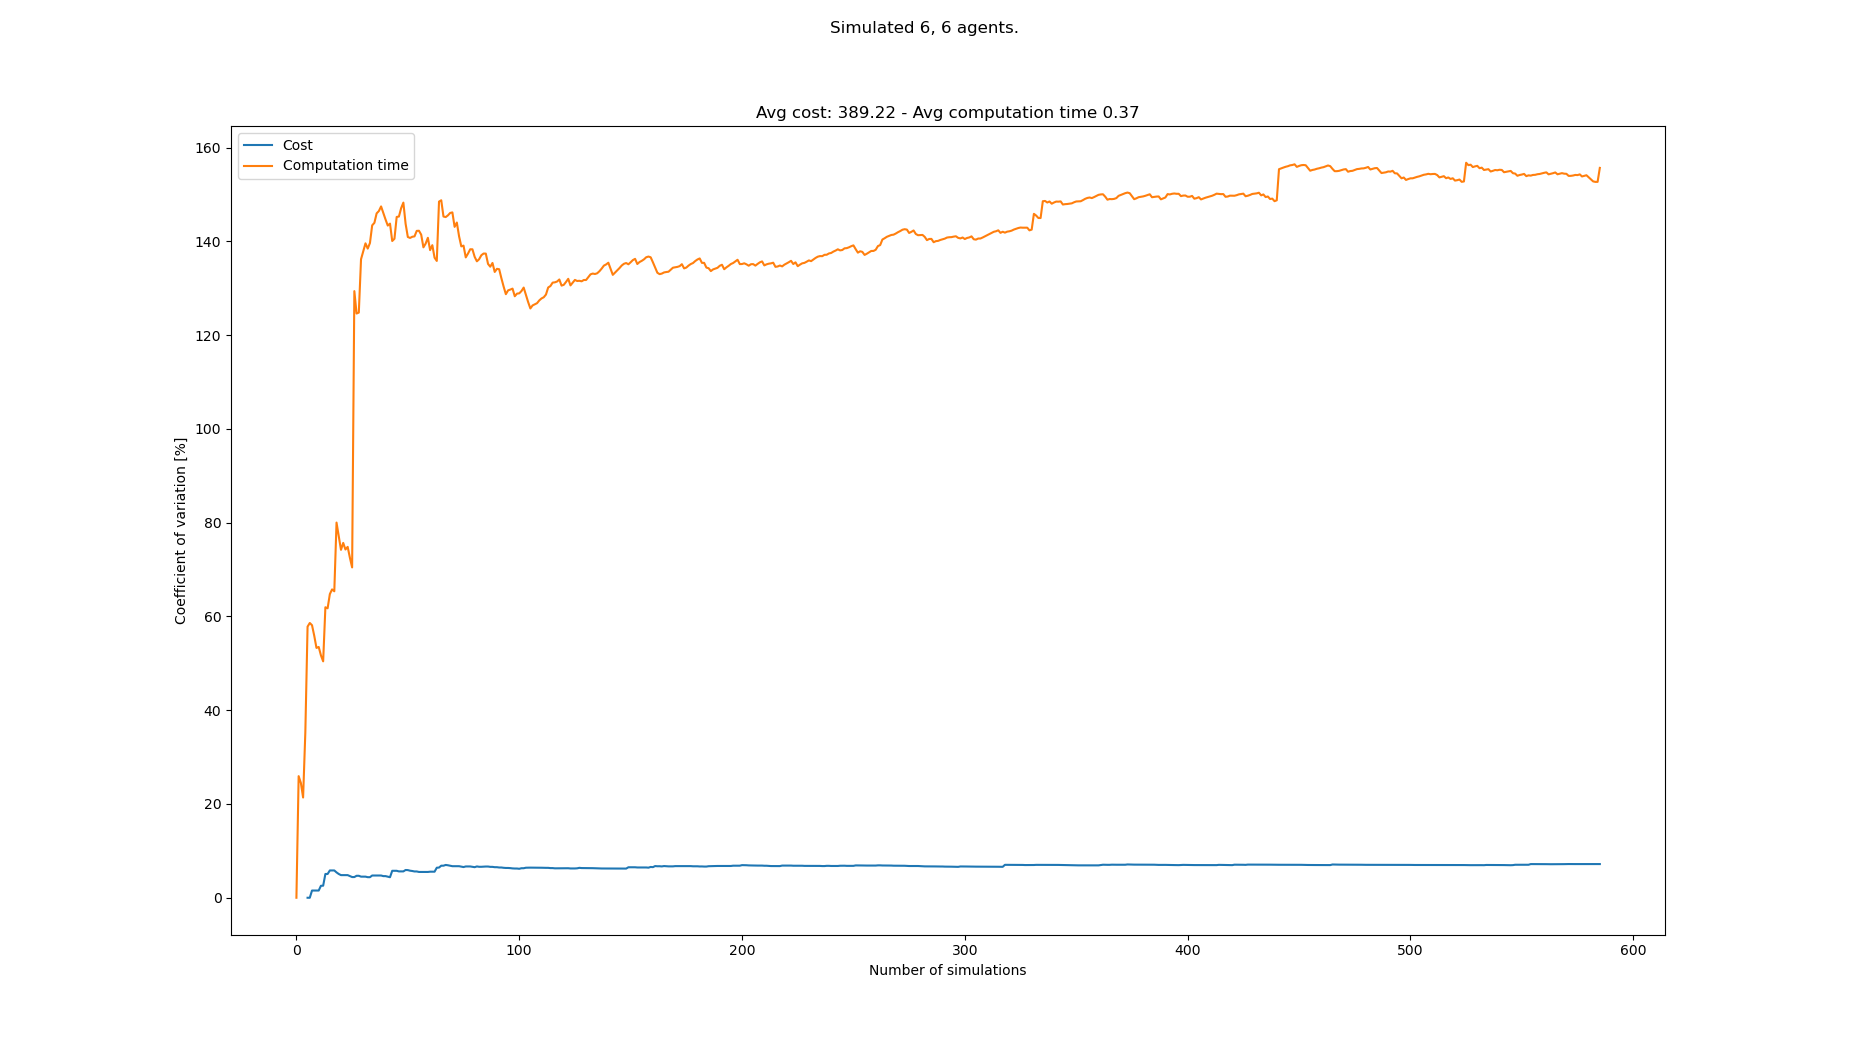 Simulated 6, 6 agents.
Avg cost: 389.22 - Avg computation time 0.37
Cost
Computation time
160
140
120
100
80
60
40
20
0
Coefficient of variation [%]
0 100 200 300 400 500 600
Number of simulations